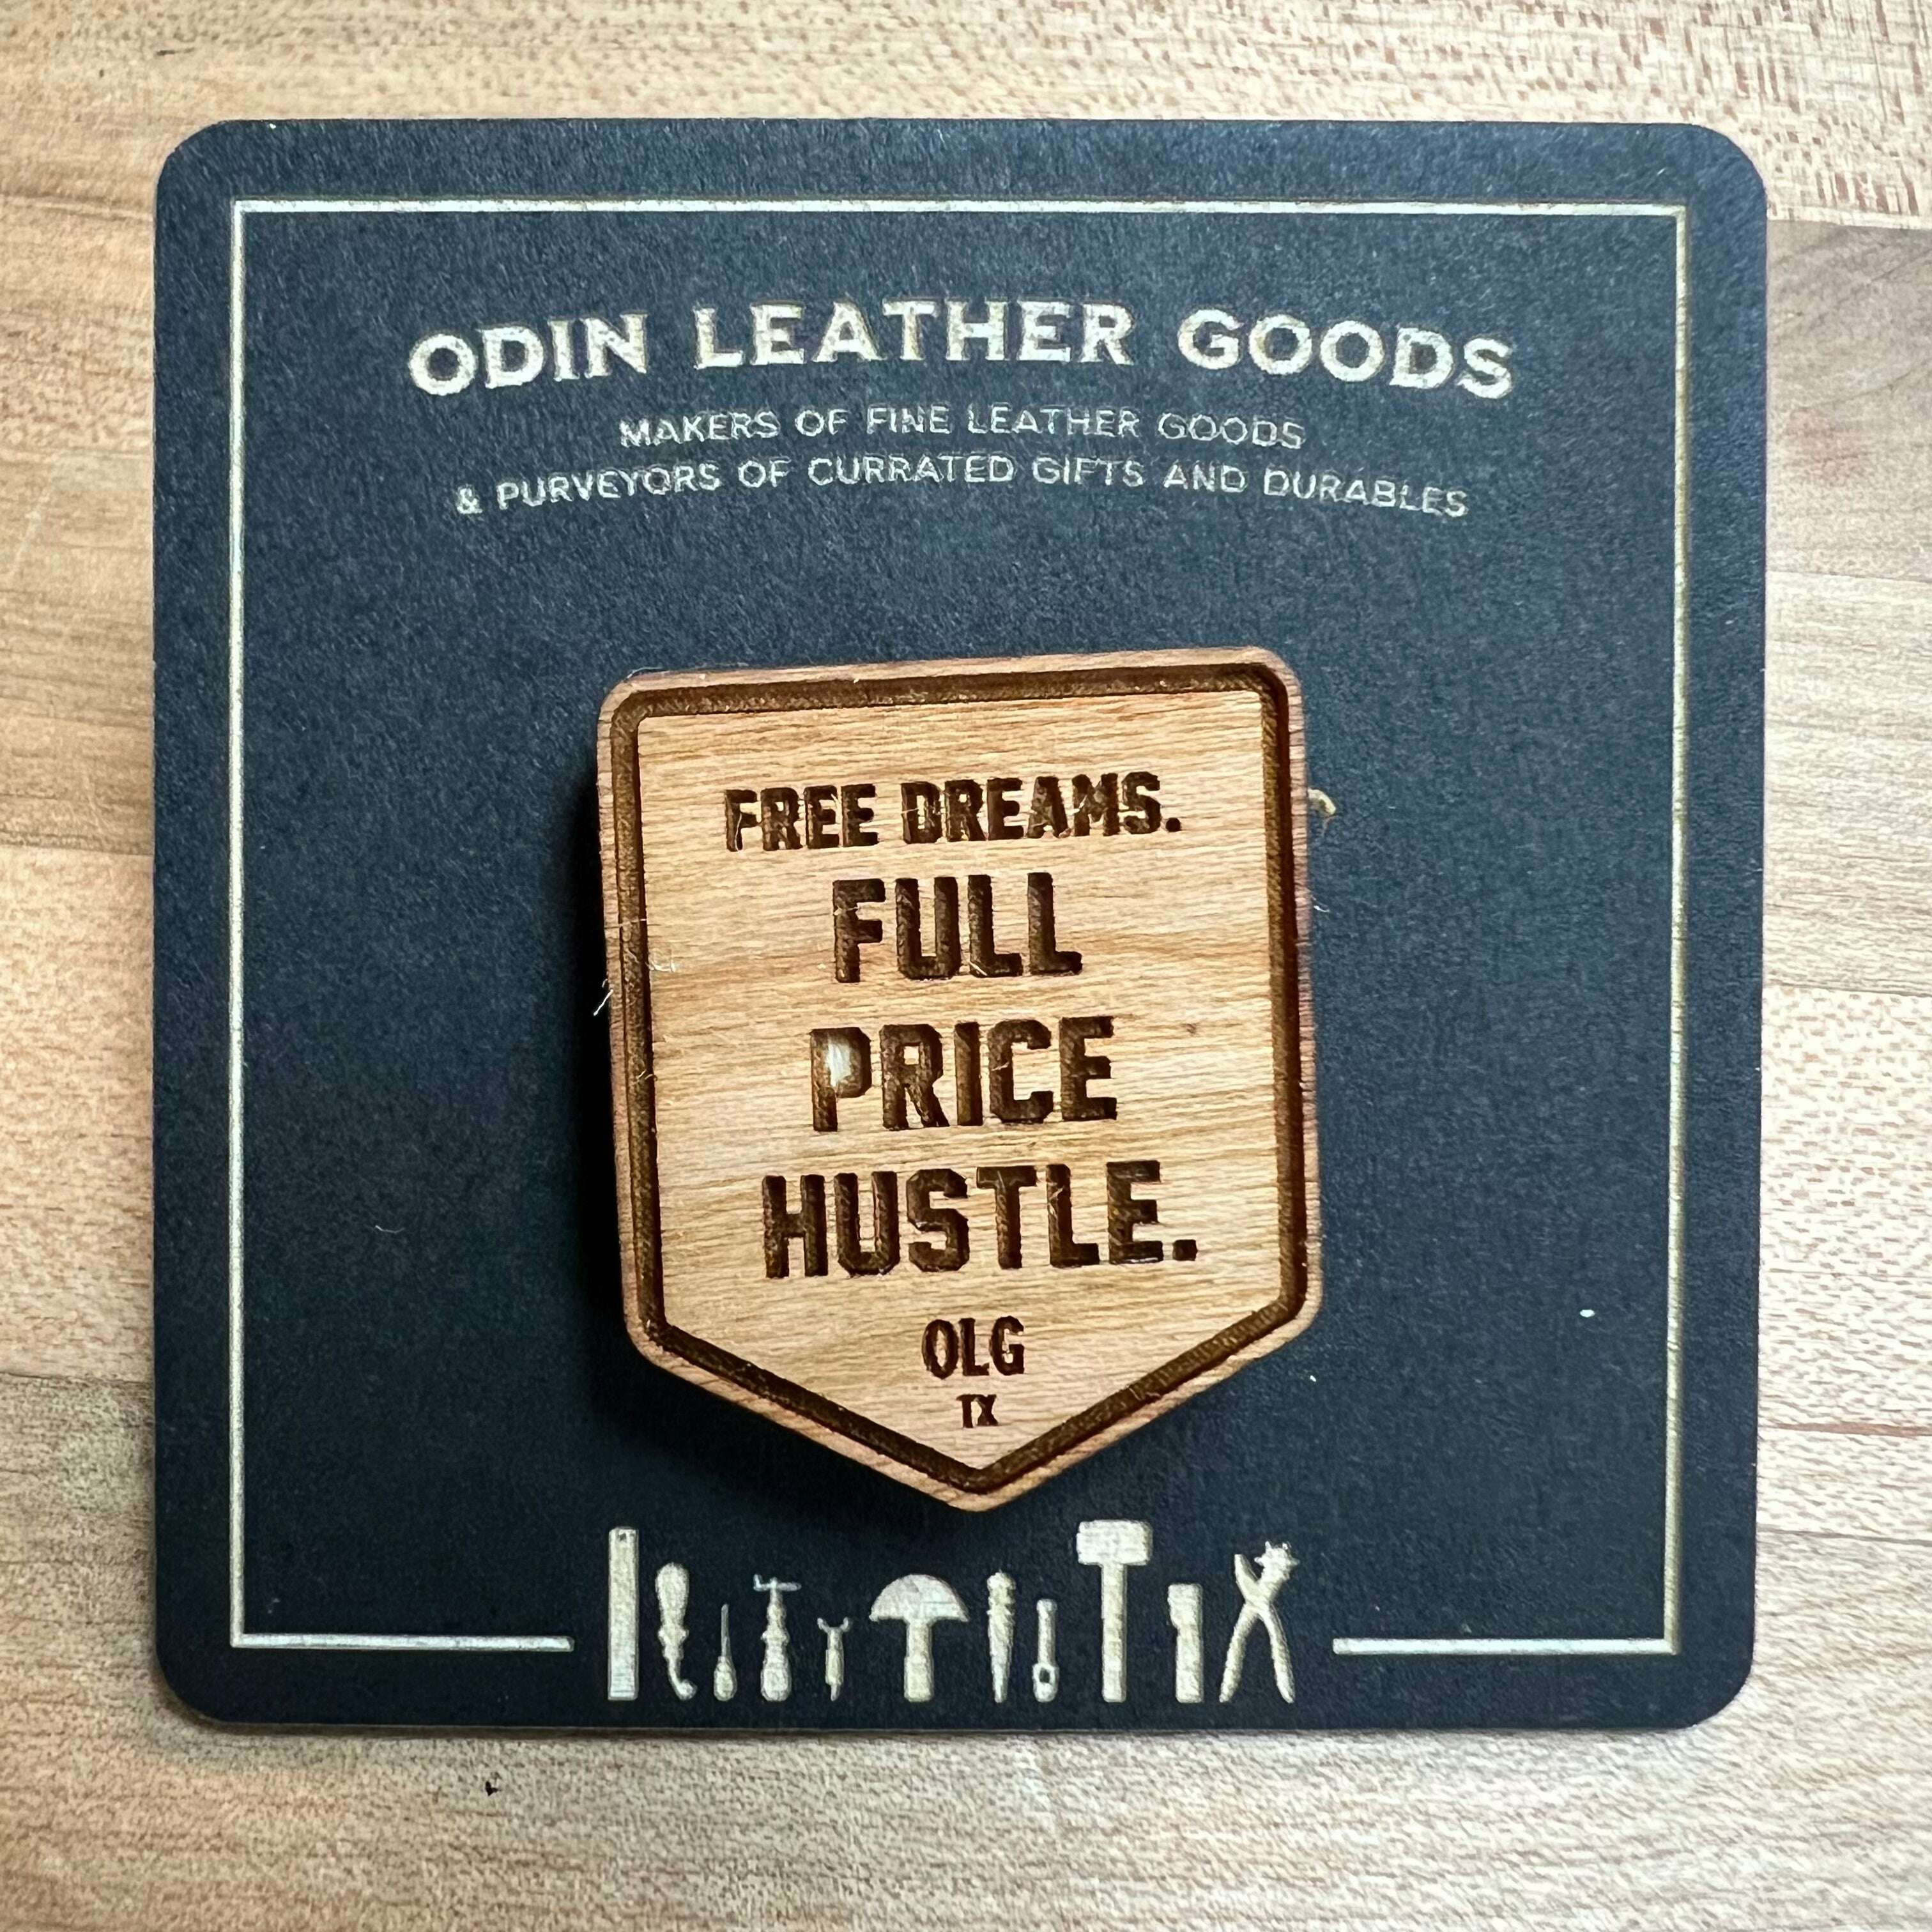 ODIN LEATHER GOODS
MAKERS OF FINE LEATHER GOODS
& PURVEYORS OF CURRATED GIFTS AND DURABLES
FREE DREAMS.
FULL
PRICE
HUSTLE.
OLG
TX